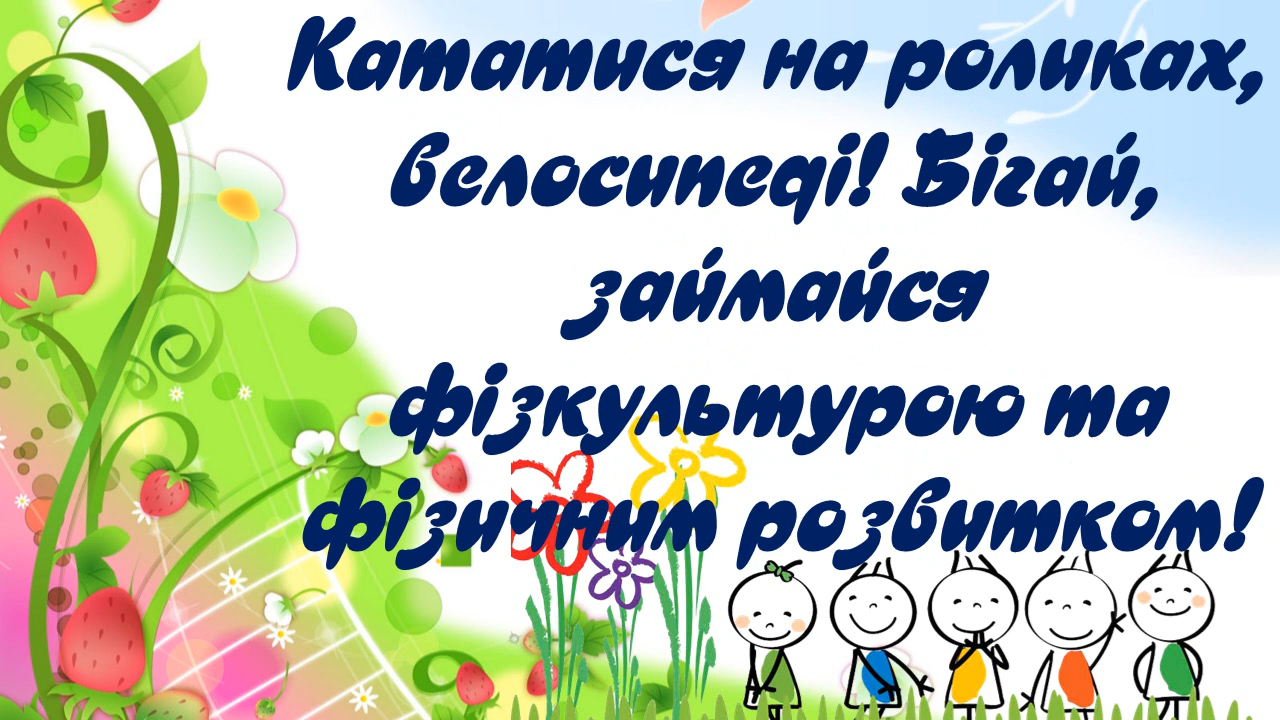 Кататися на роликах,
велосипеді! Бігай,
займайся
фізкультурою та
фізичним розвитком!